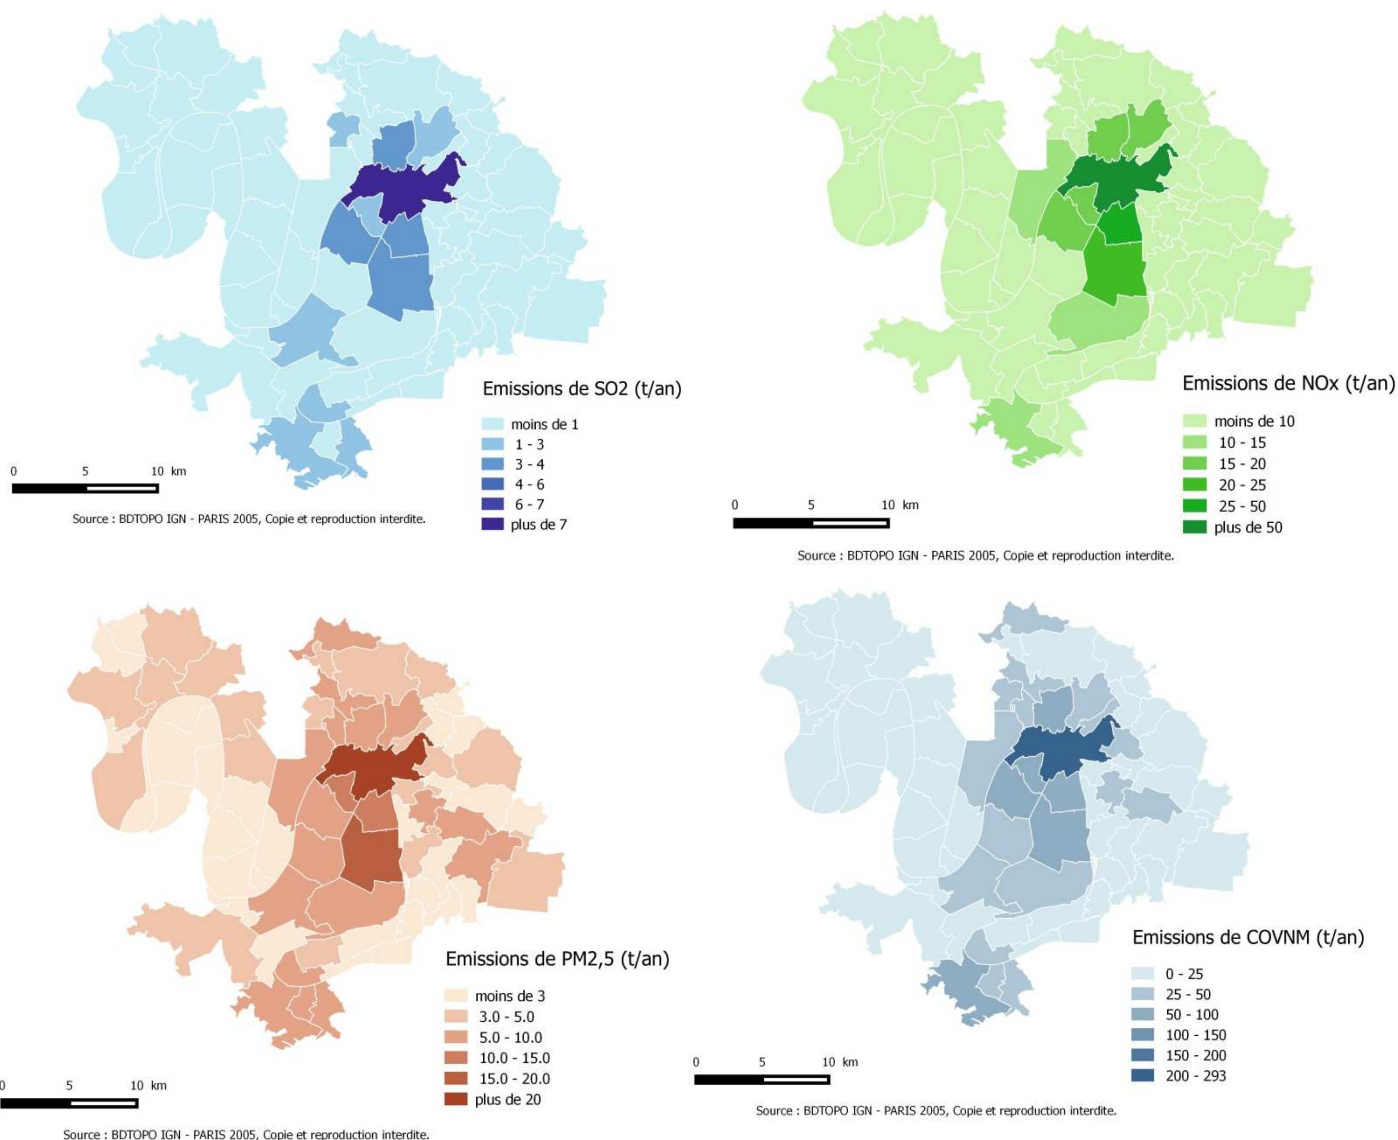 Emissions de SO2 (t/an)
moins de 1
1 - 3
3 - 4
4 - 6
6 - 7
plus de 7
0 5 10 km
Source : BDTOPO IGN - PARIS 2005, Copie et reproduction interdite.
Emissions de NOx (t/an)
moins de 10
10 - 15
15 - 20
20 - 25
25 - 50
plus de 50
0 5 10 km
Source : BDTOPO IGN - PARIS 2005, Copie et reproduction interdite.
Emissions de PM2,5 (t/an)
moins de 3
3.0 - 5.0
5.0 - 10.0
10.0 - 15.0
15.0 - 20.0
plus de 20
0 5 10 km
Source : BDTOPO IGN - PARIS 2005, Copie et reproduction interdite.
Emissions de COVNM (t/an)
0 - 25
25 - 50
50 - 100
100 - 150
150 - 200
200 - 293
0 5 10 km
Source : BDTOPO IGN - PARIS 2005, Copie et reproduction interdite.